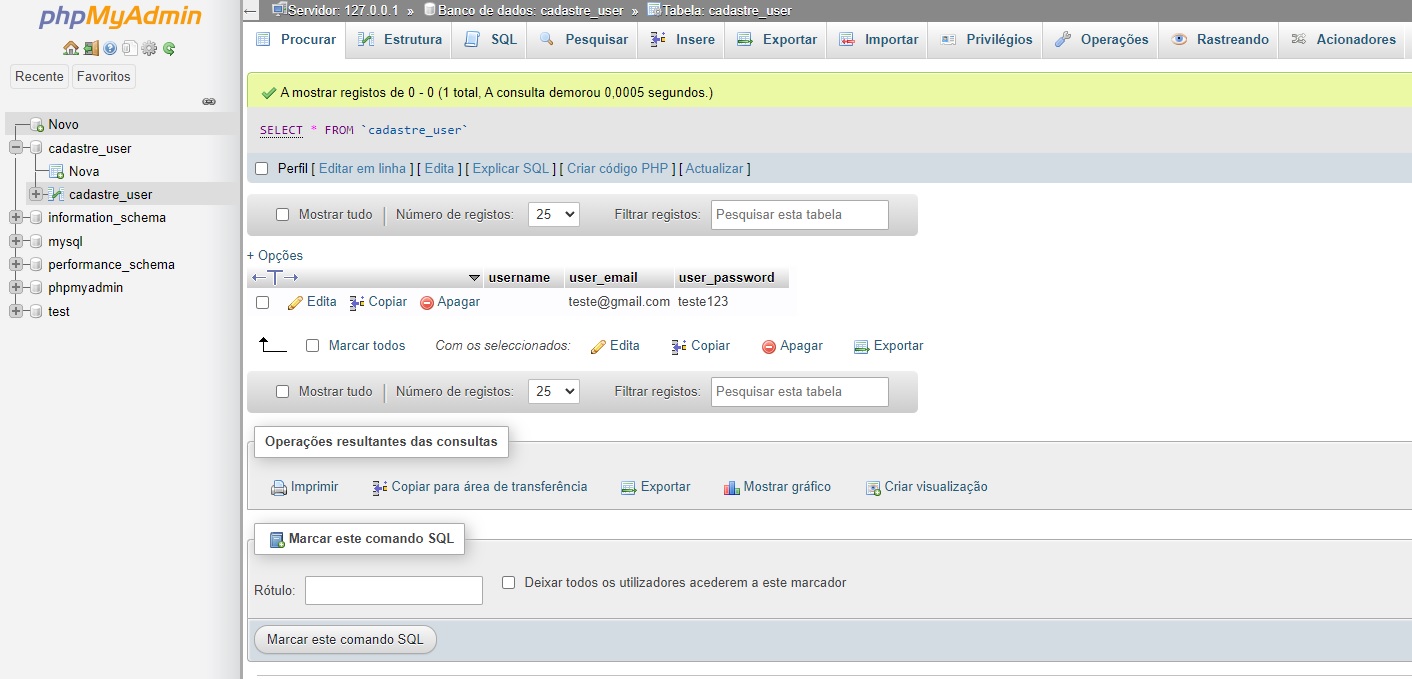 phpMyAdmin
Recente Favoritos
Novo
cadastre_user
Nova
cadastre_user
information_schema
mysql
performance_schema
phpmyadmin
test
Servidor: 127.0.0.1 » Banco de dados: cadastre_user » Tabela: cadastre_user
Procurar Estrutura SQL Pesquisar Insere Exportar Importar Privilégios Operações Rastreando Acionadores
A mostrar registos de 0 - 0 (1 total, A consulta demorou 0,0005 segundos.)
SELECT * FROM `cadastre_user`
Perfil [ Editar em linha ] [ Edita ] [ Explicar SQL ] [ Criar código PHP ] [ Actualizar ]
Mostrar tudo | Número de registos: 25 Filtrar registos: Pesquisar esta tabela
+ Opções
←T→ username user_email user_password
Edita Copiar Apagar teste@gmail.com teste123
Marcar todos Com os seleccionados: Edita Copiar Apagar Exportar
Mostrar tudo | Número de registos: 25 Filtrar registos: Pesquisar esta tabela
Operações resultantes das consultas
Imprimir Copiar para área de transferência Exportar Mostrar gráfico Criar visualização
Marcar este comando SQL
Rótulo: Deixar todos os utilizadores acederem a este marcador
Marcar este comando SQL